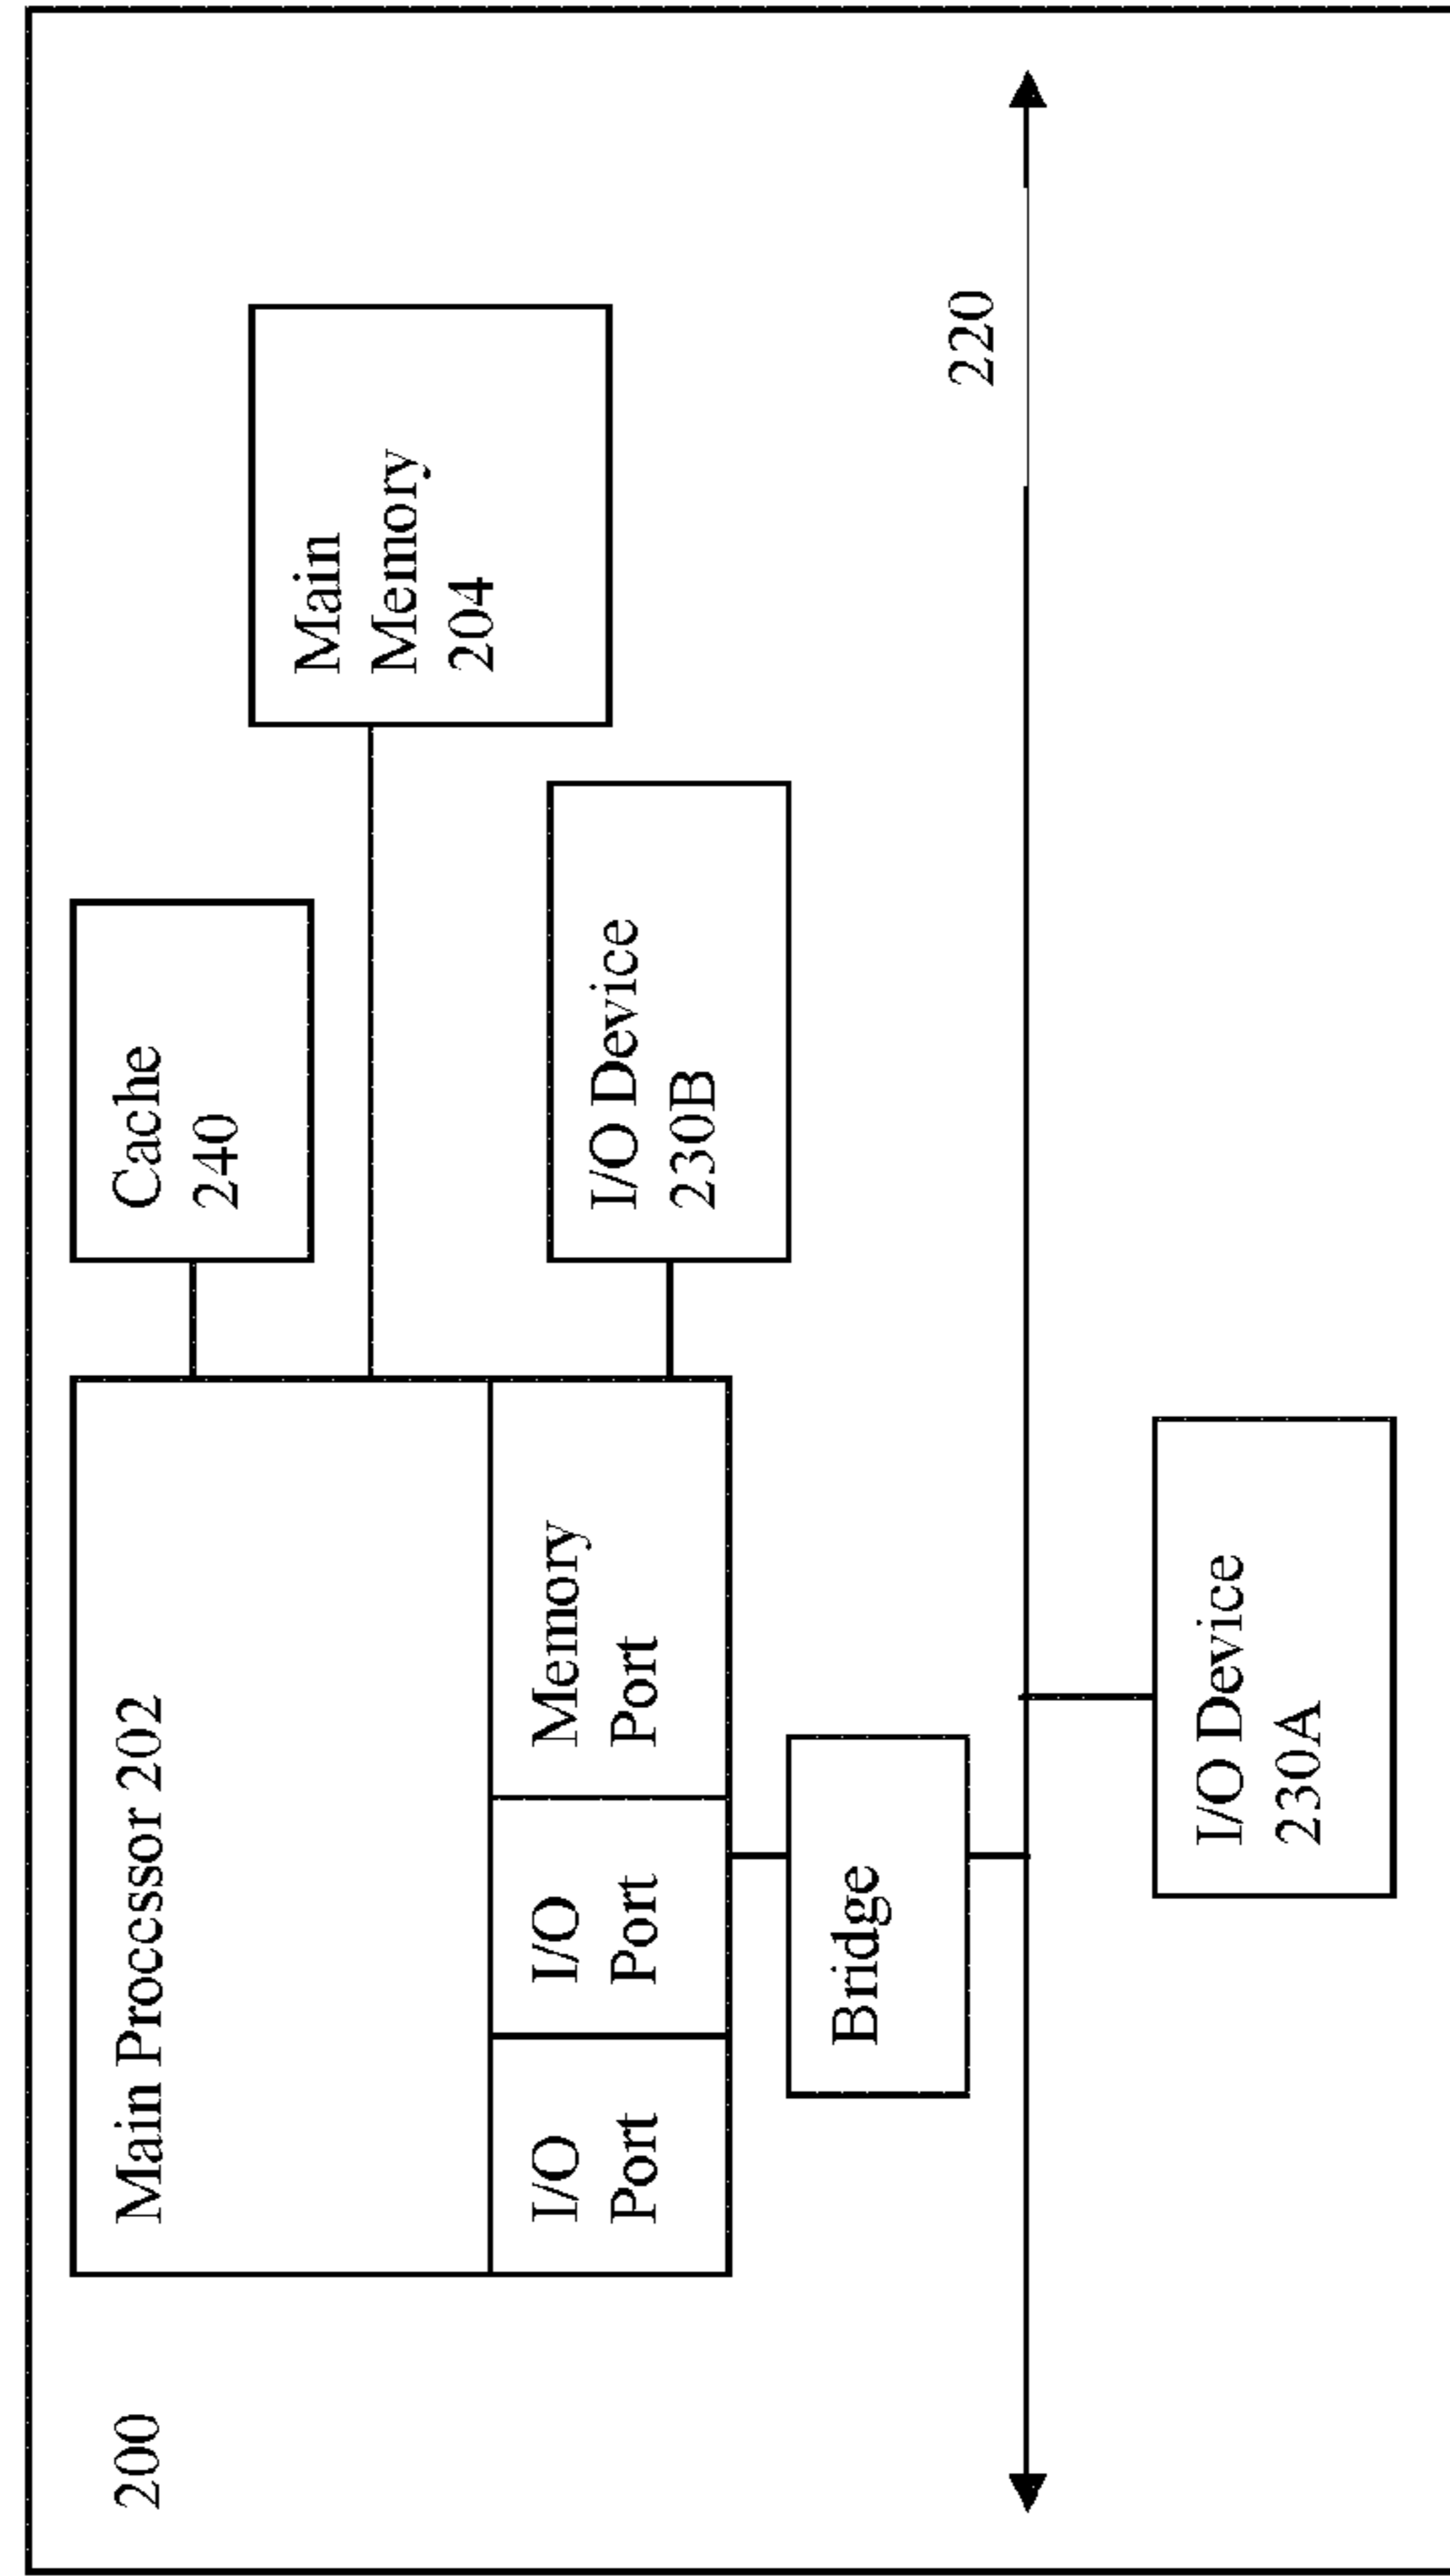 200
Main Processor 202
Cache
240
Main
Memory
204
I/O
Port
I/O
Port
Memory
Port
I/O Device
230B
Bridge
220
I/O Device
230A